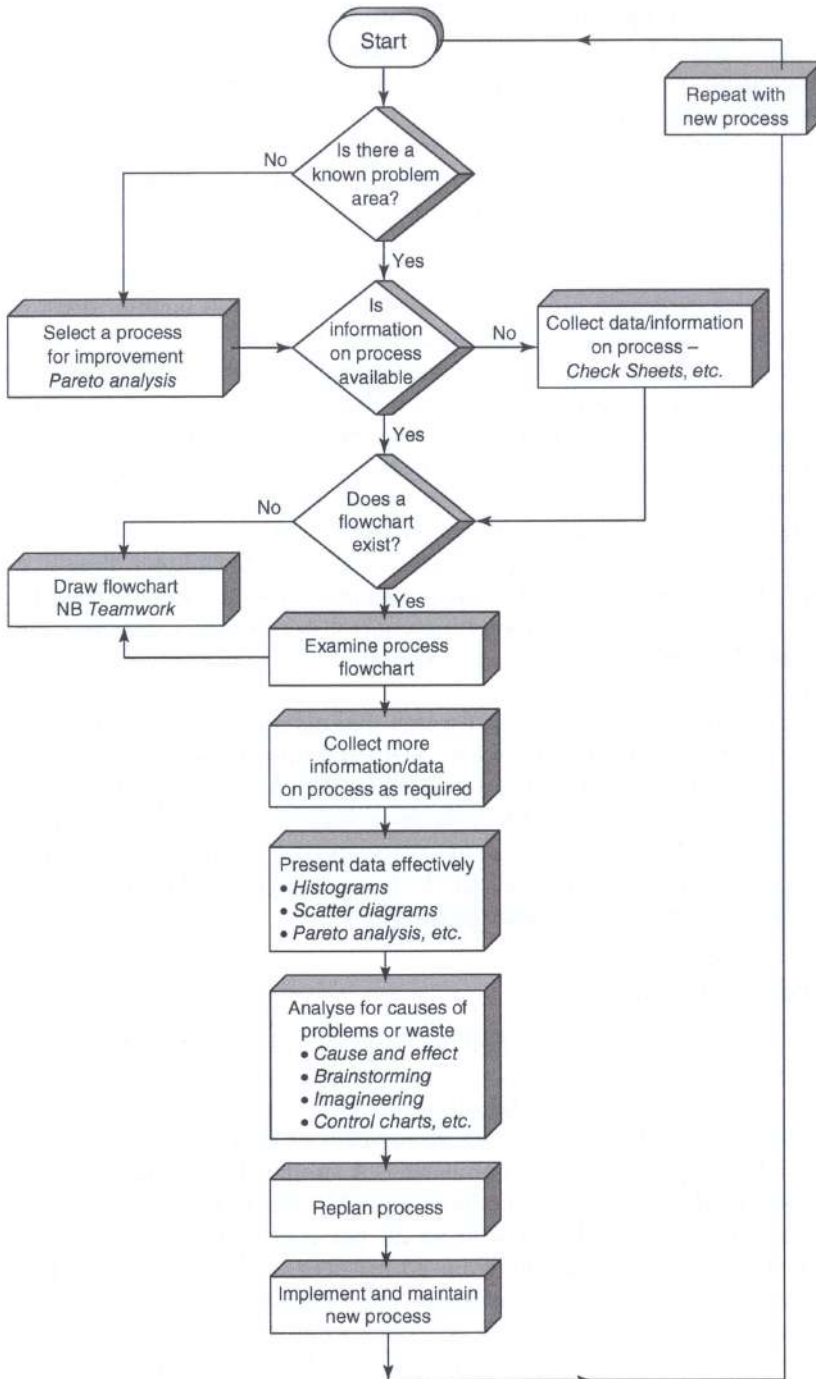 Start
Repeat with
new process
Is there a
known problem
area?
No
Yes
Select a process
for improvement
Pareto analysis
Is
information
on process
available
No
Collect data/information
on process –
Check Sheets, etc.
Yes
Does a
flowchart
exist?
No
Draw flowchart
NB Teamwork
Yes
Examine process
flowchart
Collect more
information/data
on process as required
Present data effectively
• Histograms
• Scatter diagrams
• Pareto analysis, etc.
Analyse for causes of
problems or waste
• Cause and effect
• Brainstorming
• Imagineering
• Control charts, etc.
Replan process
Implement and maintain
new process